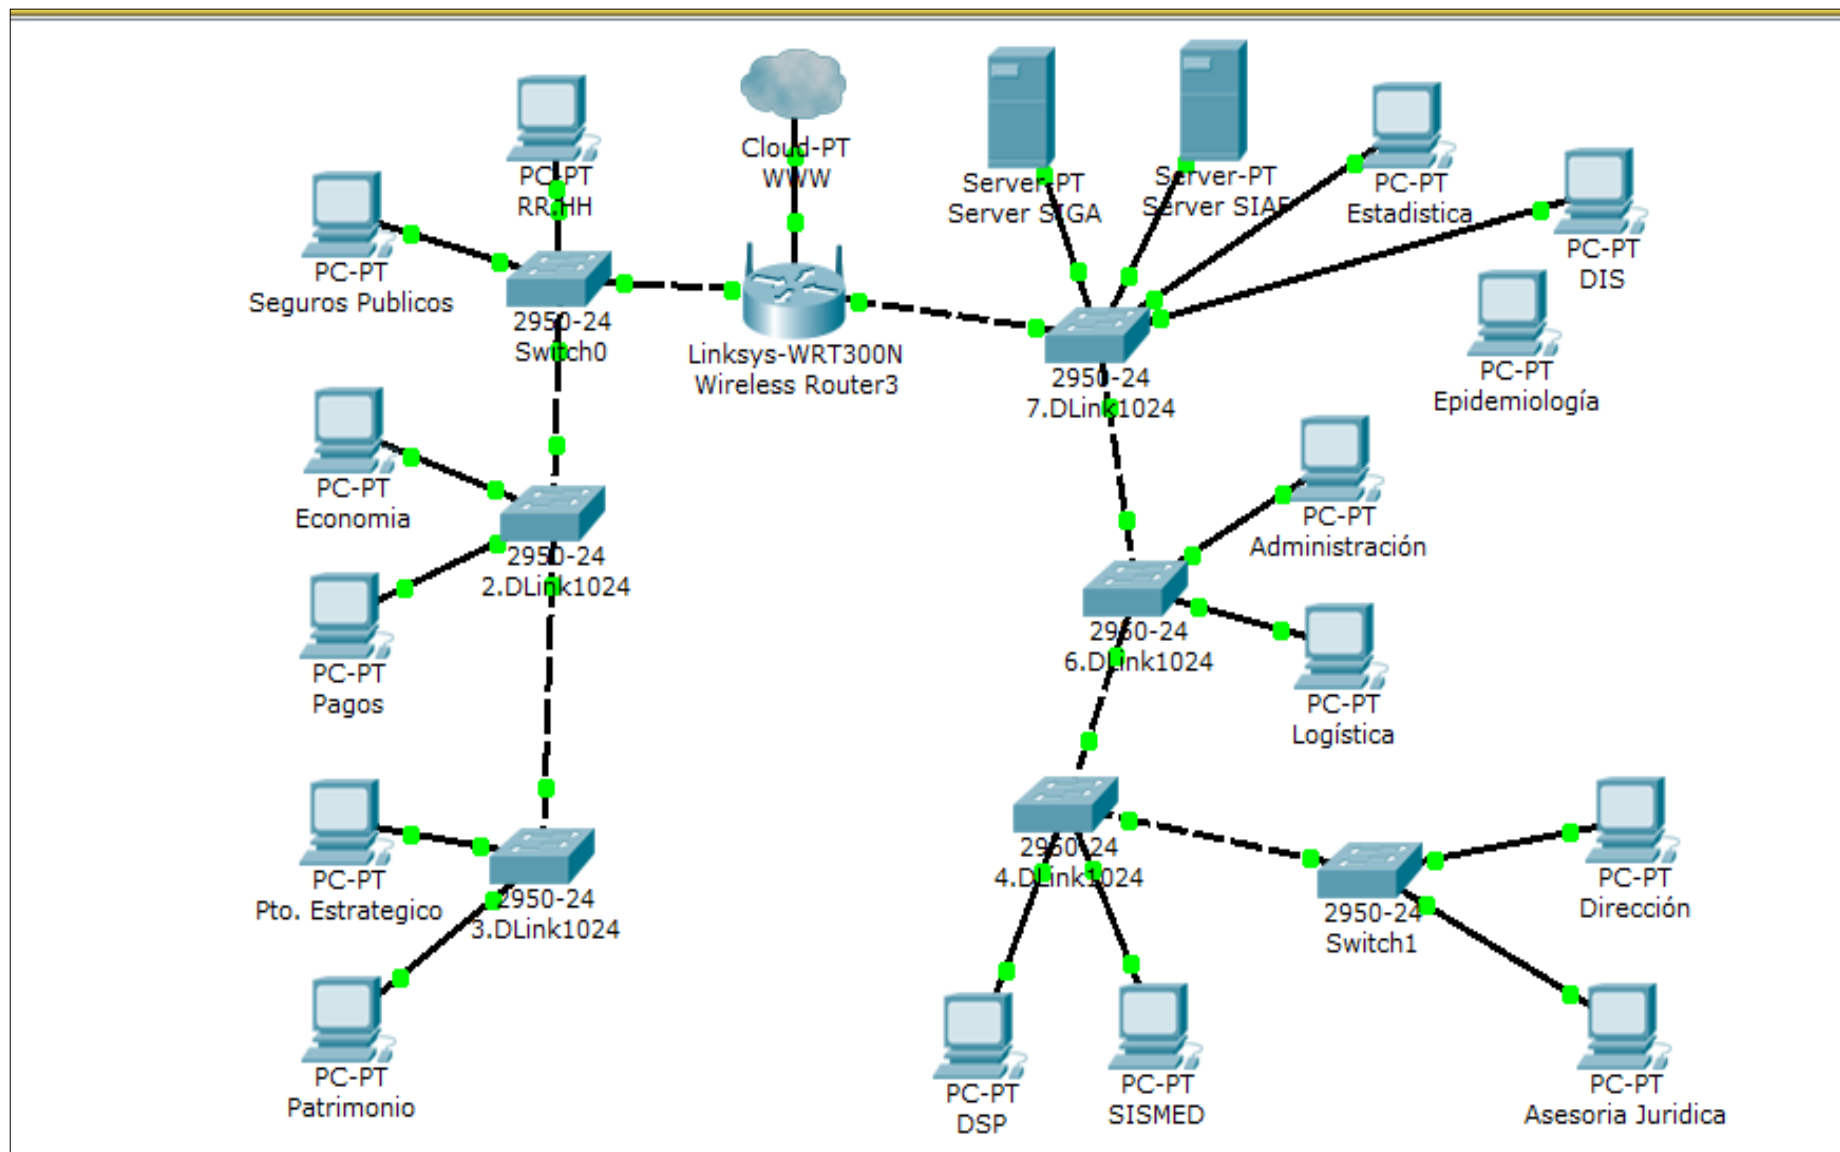 PC-PT
RR.HH
Cloud-PT
WWW
Server-PT
Server SIGA
Server-PT
Server SIAF
PC-PT
Estadistica
PC-PT
DIS
PC-PT
Seguros Publicos
2950-24
Switch0
Linksys-WRT300N
Wireless Router3
2950-24
7.DLink1024
PC-PT
Epidemiología
PC-PT
Economia
2950-24
2.DLink1024
PC-PT
Administración
PC-PT
Pagos
2950-24
6.DLink1024
PC-PT
Logística
PC-PT
Pto. Estrategico
2950-24
3.DLink1024
2950-24
4.DLink1024
2950-24
Switch1
PC-PT
Dirección
PC-PT
Patrimonio
PC-PT
DSP
PC-PT
SISMED
PC-PT
Asesoria Juridica